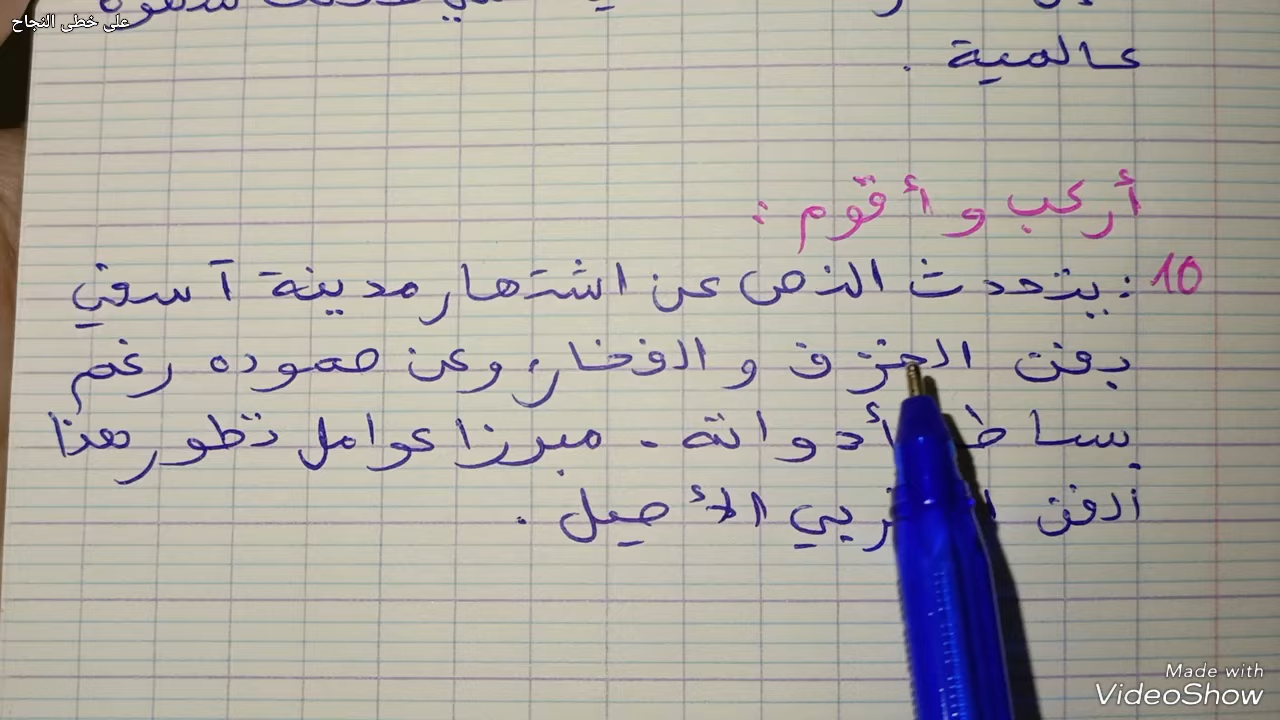 على خطى النجاح
عالمية .
أركب و أقوم :
10 : يتحدث النص عن اشتهار مدينة آسفي
بفن الخزف و الفخار، وعن صموده رغم
أدواته . مبرزا عوامل تطور هذا
الفن الأصيل .
Made with
VideoShow